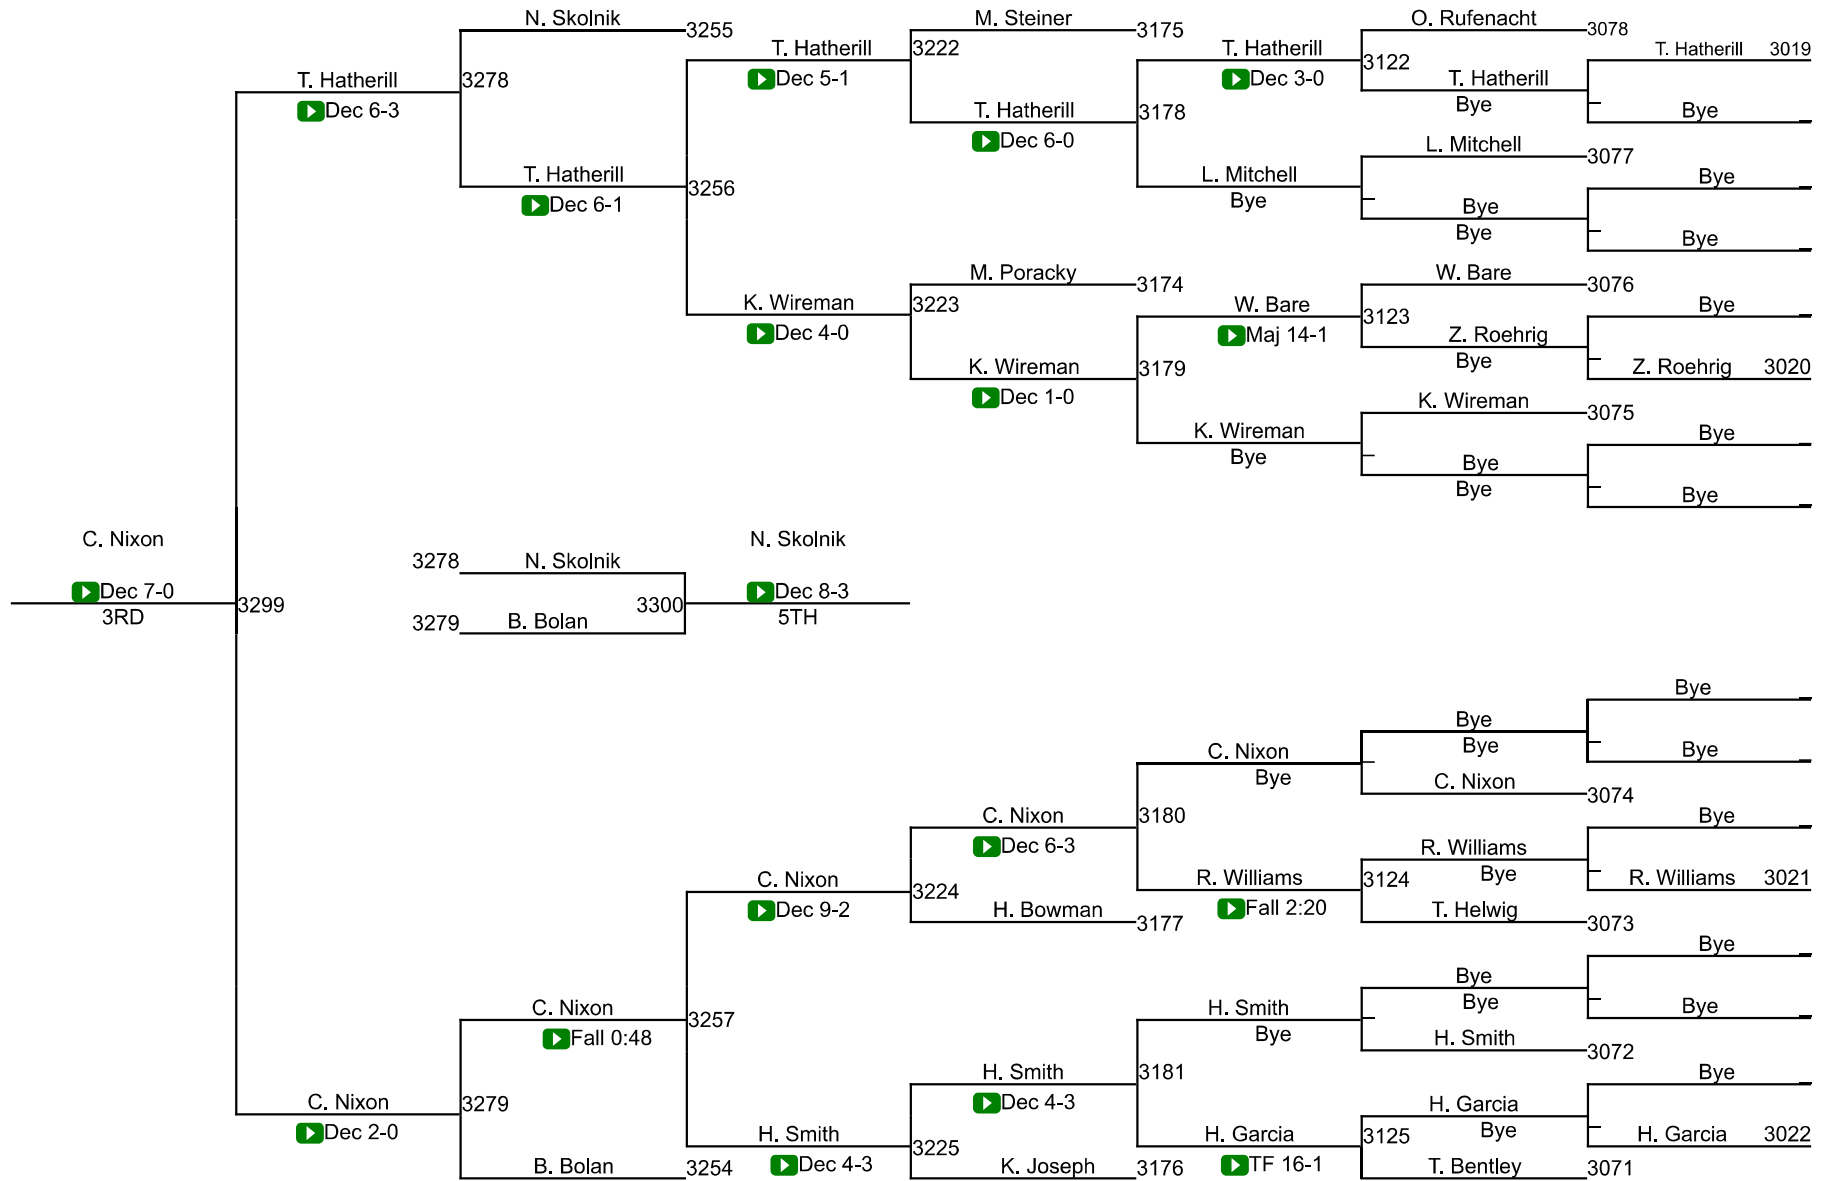 N. Skolnik
3255
M. Steiner
3175
O. Rufenacht
3078
T. Hatherill
3222
T. Hatherill
T. Hatherill 3019
3278
Dec 5-1
Dec 3-0
3122
T. Hatherill
T. Hatherill
Bye
Bye
Dec 6-3
T. Hatherill
3178
Dec 6-0
L. Mitchell
3077
T. Hatherill
3256
L. Mitchell
Bye
Dec 6-1
Bye
Bye
Bye
Bye
M. Poracky
3174
W. Bare
3076
K. Wireman
3223
W. Bare
Bye
Dec 4-0
Maj 14-1
3123
Z. Roehrig
Bye
K. Wireman
3179
Z. Roehrig 3020
Dec 1-0
K. Wireman
3075
K. Wireman
Bye
Bye
Bye
Bye
Bye
C. Nixon
N. Skolnik
3278
N. Skolnik
Dec 7-0
3299
3300
Dec 8-3
3RD
3279
B. Bolan
5TH
Bye
Bye
C. Nixon
Bye
Bye
Bye
C. Nixon
3074
C. Nixon
3180
Bye
Dec 6-3
R. Williams
C. Nixon
3224
R. Williams
3124
Bye
R. Williams 3021
Dec 9-2
H. Bowman
3177
Fall 2:20
T. Helwig
3073
Bye
Bye
C. Nixon
3257
H. Smith
Bye
Bye
Fall 0:48
Bye
H. Smith
3072
H. Smith
3181
Bye
C. Nixon
3279
Dec 4-3
H. Garcia
Dec 2-0
H. Smith
3225
H. Garcia
3125
Bye
H. Garcia 3022
B. Bolan
3254
Dec 4-3
K. Joseph
3176
TF 16-1
T. Bentley
3071